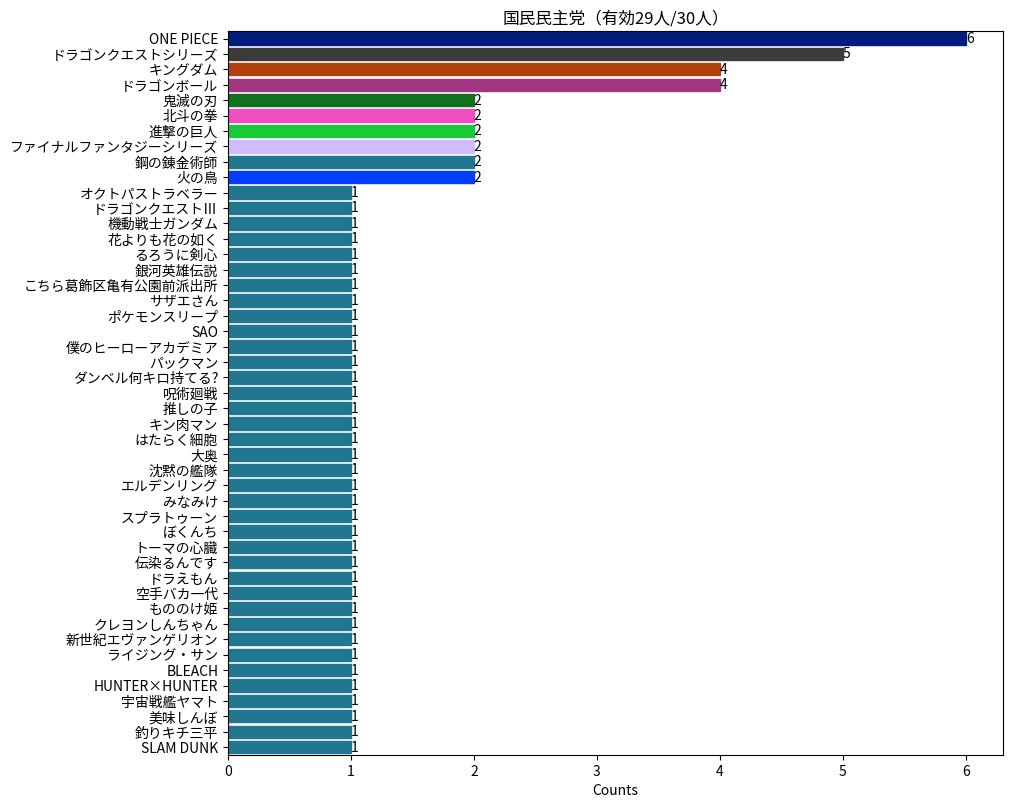 国民民主党（有効29人/30人）
ONE PIECE 6
ドラゴンクエストシリーズ 5
キングダム 4
ドラゴンボール 4
鬼滅の刃 2
北斗の拳 2
進撃の巨人 2
ファイナルファンタジーシリーズ 2
鋼の錬金術師 2
火の鳥 2
オクトパストラベラー 1
ドラゴンクエストⅢ 1
機動戦士ガンダム 1
花よりも花の如く 1
るろうに剣心 1
銀河英雄伝説 1
こちら葛飾区亀有公園前派出所 1
サザエさん 1
ポケモンスリープ 1
SAO 1
僕のヒーローアカデミア 1
パックマン 1
ダンベル何キロ持てる? 1
呪術廻戦 1
推しの子 1
キン肉マン 1
はたらく細胞 1
大奥 1
沈黙の艦隊 1
エルデンリング 1
みなみけ 1
スプラトゥーン 1
ぼくんち 1
トーマの心臓 1
伝染るんです 1
ドラえもん 1
空手バカ一代 1
もののけ姫 1
クレヨンしんちゃん 1
新世紀エヴァンゲリオン 1
ライジング・サン 1
BLEACH 1
HUNTER×HUNTER 1
宇宙戦艦ヤマト 1
美味しんぼ 1
釣りキチ三平 1
SLAM DUNK 1
0 1 2 3 4 5 6
Counts